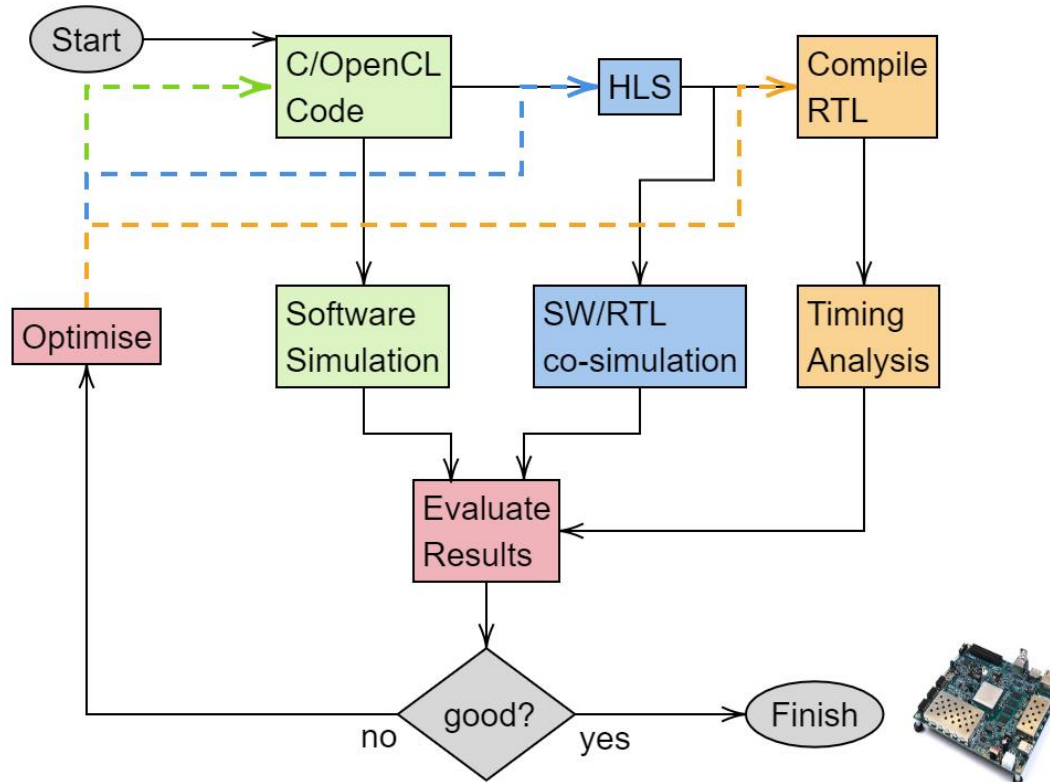 Start
C/OpenCL
Code
HLS
Compile
RTL
Optimise
Software
Simulation
SW/RTL
co-simulation
Timing
Analysis
Evaluate
Results
good?
no
yes
Finish